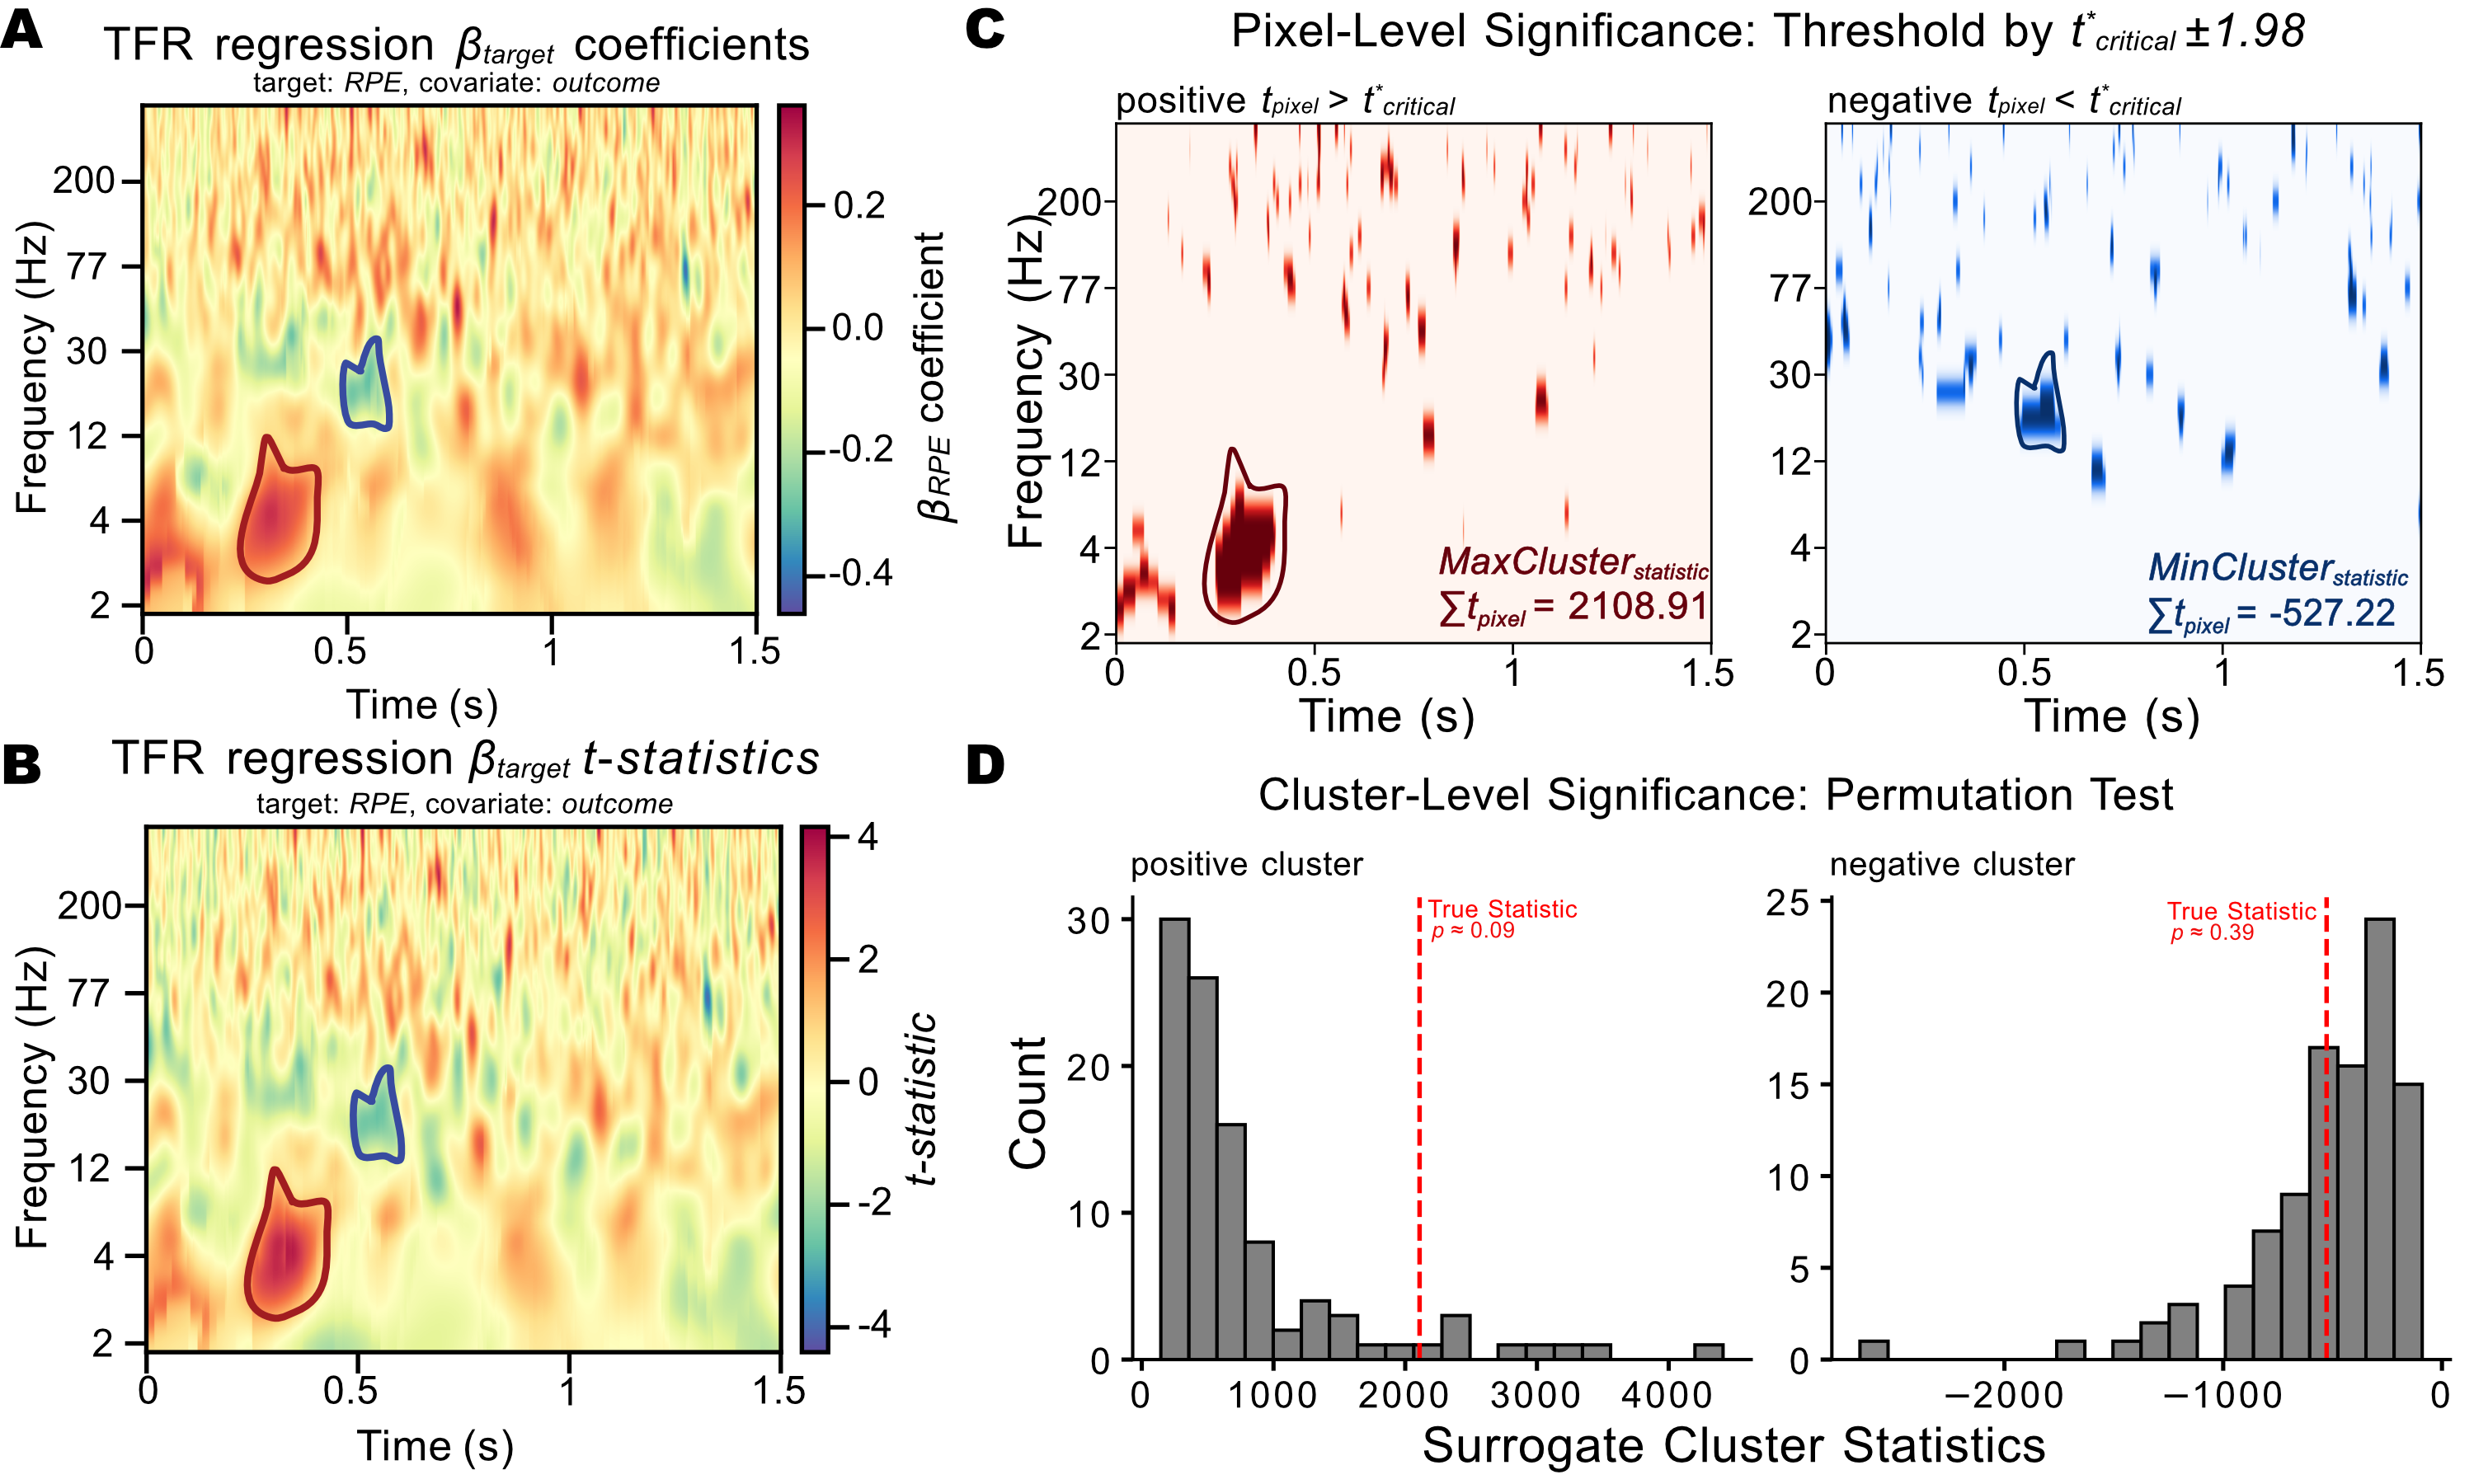 A
TFR regression βtarget coefficients
target: RPE, covariate: outcome
Frequency (Hz)
200
77
30
12
4
2
0
0.5
1
1.5
Time (s)
0.2
0.0
-0.2
-0.4
βRPE coefficient
B
TFR regression βtarget t-statistics
target: RPE, covariate: outcome
Frequency (Hz)
200
77
30
12
4
2
0
0.5
1
1.5
Time (s)
4
2
0
-2
-4
t-statistic
C
Pixel-Level Significance: Threshold by t*critical ±1.98
positive tpixel > t*critical
Frequency (Hz)
200
77
30
12
4
2
MaxClusterstatistic
∑tpixel = 2108.91
0
0.5
1
1.5
Time (s)
negative tpixel < t*critical
200
77
30
12
4
2
MinClusterstatistic
∑tpixel = -527.22
0
0.5
1
1.5
Time (s)
D
Cluster-Level Significance: Permutation Test
positive cluster
True Statistic
p ≈ 0.09
Count
30
20
10
0
0
1000
2000
3000
4000
negative cluster
True Statistic
p ≈ 0.39
25
20
15
10
5
0
−2000
−1000
0
Surrogate Cluster Statistics